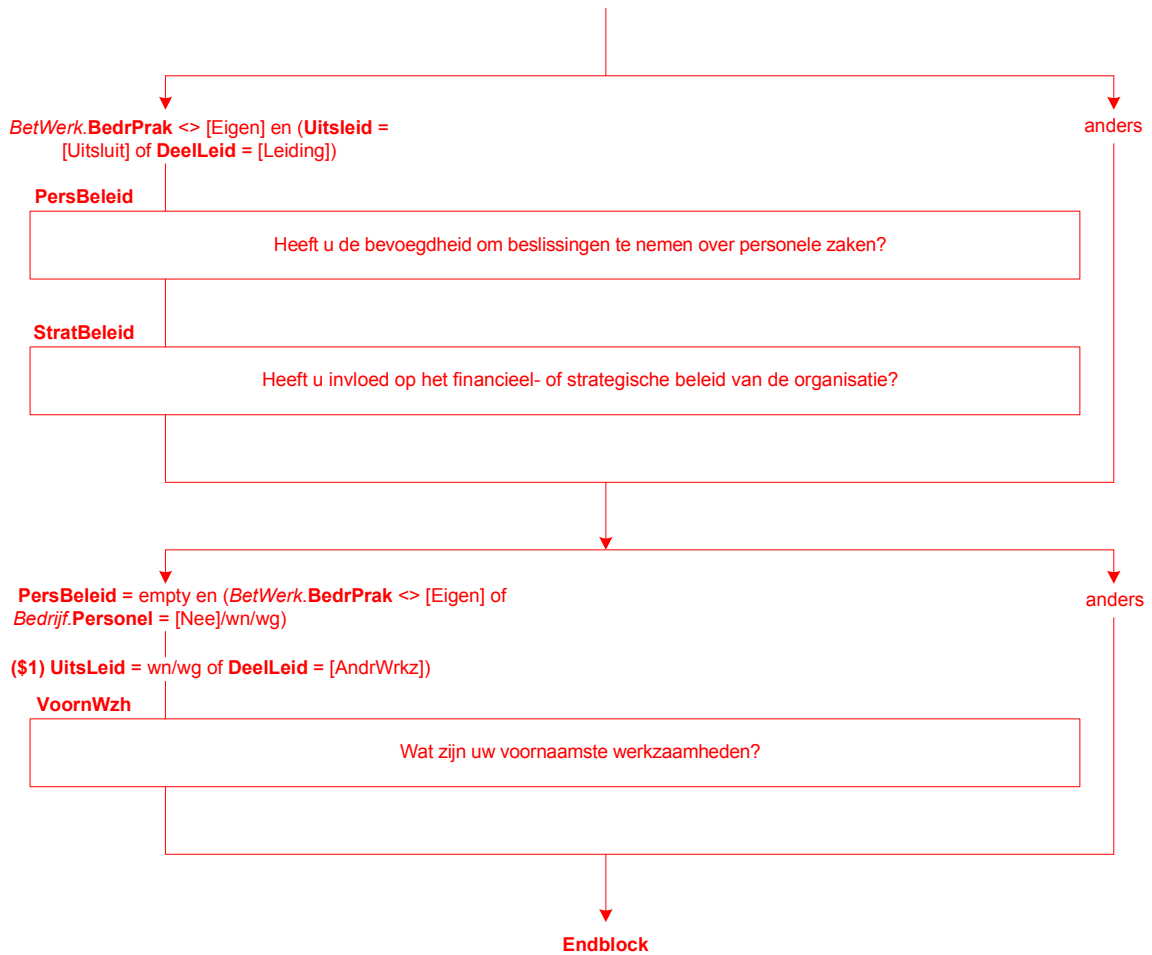 BetWerk.BedrPrak <> [Eigen] en (Uitsleid =
[Uitsluit] of DeelLeid = [Leiding])
anders
PersBeleid
Heeft u de bevoegdheid om beslissingen te nemen over personele zaken?
StratBeleid
Heeft u invloed op het financieel- of strategische beleid van de organisatie?
PersBeleid = empty en (BetWerk.BedrPrak <> [Eigen] of
Bedrijf.Personel = [Nee]/wn/wg)
anders
($1) UitsLeid = wn/wg of DeelLeid = [AndrWrkz])
VoornWzh
Wat zijn uw voornaamste werkzaamheden?
Endblock